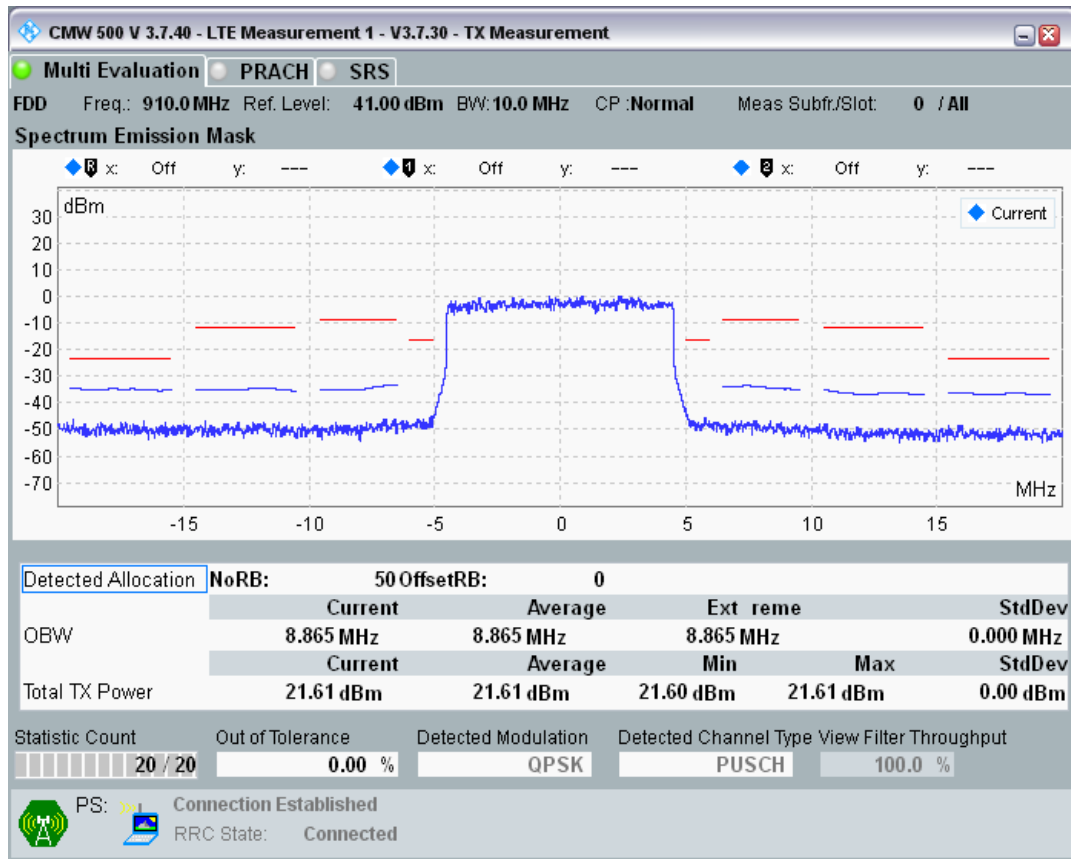 CMW 500 V 3.7.40 - LTE Measurement 1 - V3.7.30 - TX Measurement
Multi Evaluation PRACH SRS
FDD Freq.: 910.0 MHz Ref. Level: 41.00 dBm BW: 10.0 MHz CP :Normal Meas Subfr./Slot: 0 / All
Spectrum Emission Mask
R x: Off y: --- 1 x: Off y: --- 2 x: Off y: ---
dBm
Current
30
20
10
0
-10
-20
-30
-40
-50
-60
-70
MHz
-15 -10 -5 0 5 10 15
Detected Allocation NoRB: 50 OffsetRB: 0
Current Average Ext reme StdDev
OBW 8.865 MHz 8.865 MHz 8.865 MHz 0.000 MHz
Current Average Min Max StdDev
Total TX Power 21.61 dBm 21.61 dBm 21.60 dBm 21.61 dBm 0.00 dBm
Statistic Count Out of Tolerance Detected Modulation Detected Channel Type View Filter Throughput
20 / 20 0.00 % QPSK PUSCH 100.0 %
PS: Connection Established
RRC State: Connected